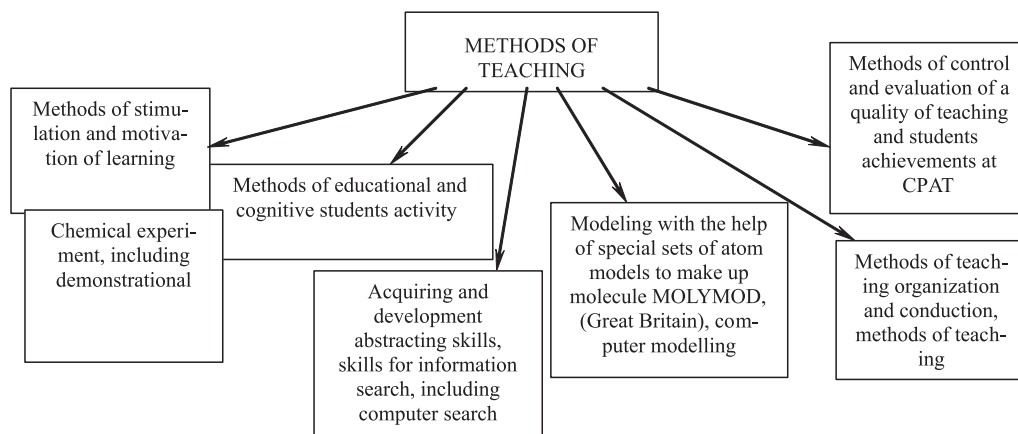 METHODS OF
TEACHING
Methods of stimu-
lation and motiva-
tion of learning
Methods of educational and
cognitive students activity
Chemical experi-
ment, including
demonstrational
Acquiring and
development
abstracting skills,
skills for information
search, including
computer search
Modeling with the help
of special sets of atom
models to make up
molecule MOLYMOD,
(Great Britain), com-
puter modelling
Methods of control
and evaluation of a
quality of teaching
and students
achievements at
CPAT
Methods of teach-
ing organization
and conduction,
methods of teach-
ing